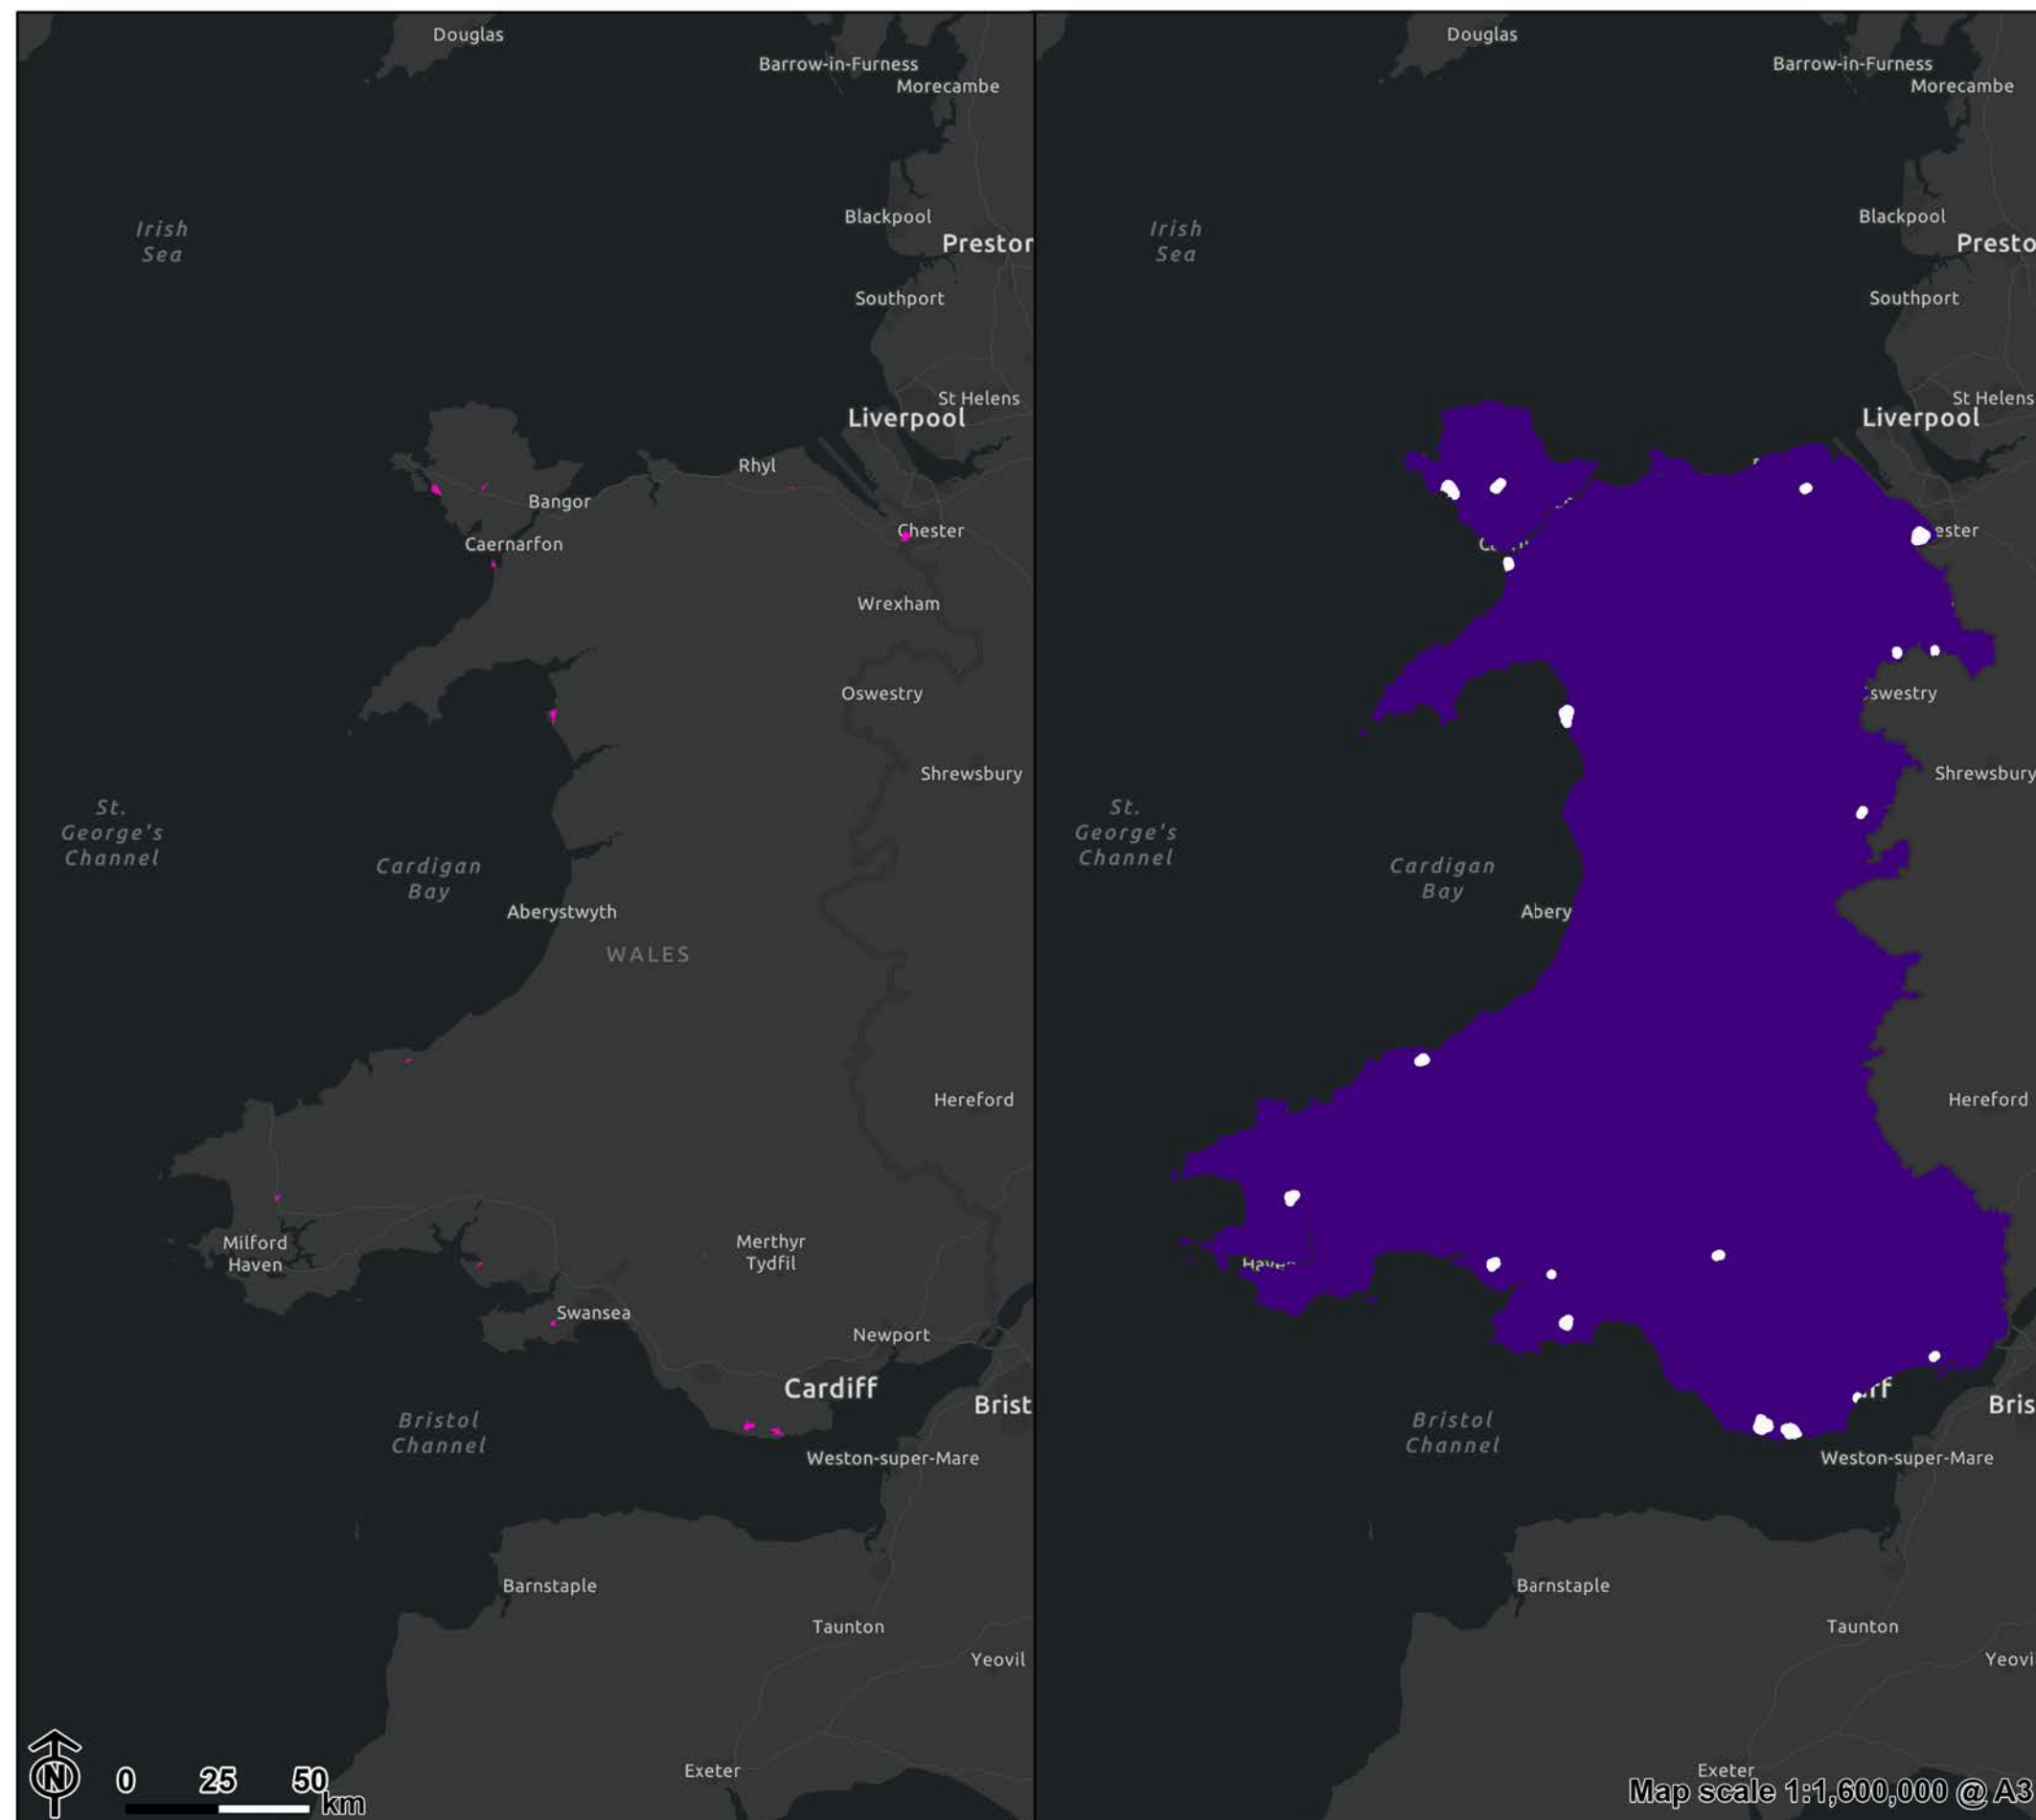 Douglas
Barrow-in-Furness
Morecambe
Irish
Sea
Blackpool
Prestor
Southport
St Helens
Liverpool
Rhyl
Bangor
Chester
Caernarfon
Wrexham
Oswestry
Shrewsbury
St.
George's
Channel
Cardigan
Bay
Aberystwyth
WALES
Hereford
Milford
Haven
Merthyr
Tydfil
Swansea
Newport
Cardiff
Brist
Bristol
Channel
Weston-super-Mare
Barnstaple
Taunton
Yeovil
Exeter
N
0 25 50
km
Douglas
Barrow-in-Furness
Morecambe
Irish
Sea
Blackpool
Presto
Southport
St Helens
Liverpool
ester
swestry
Shrewsbury
St.
George's
Channel
Cardigan
Bay
Abery
Hereford
Bris
Bristol
Channel
Weston-super-Mare
Barnstaple
Taunton
Yeovi
Exeter
Map scale 1:1,600,000 @ A3